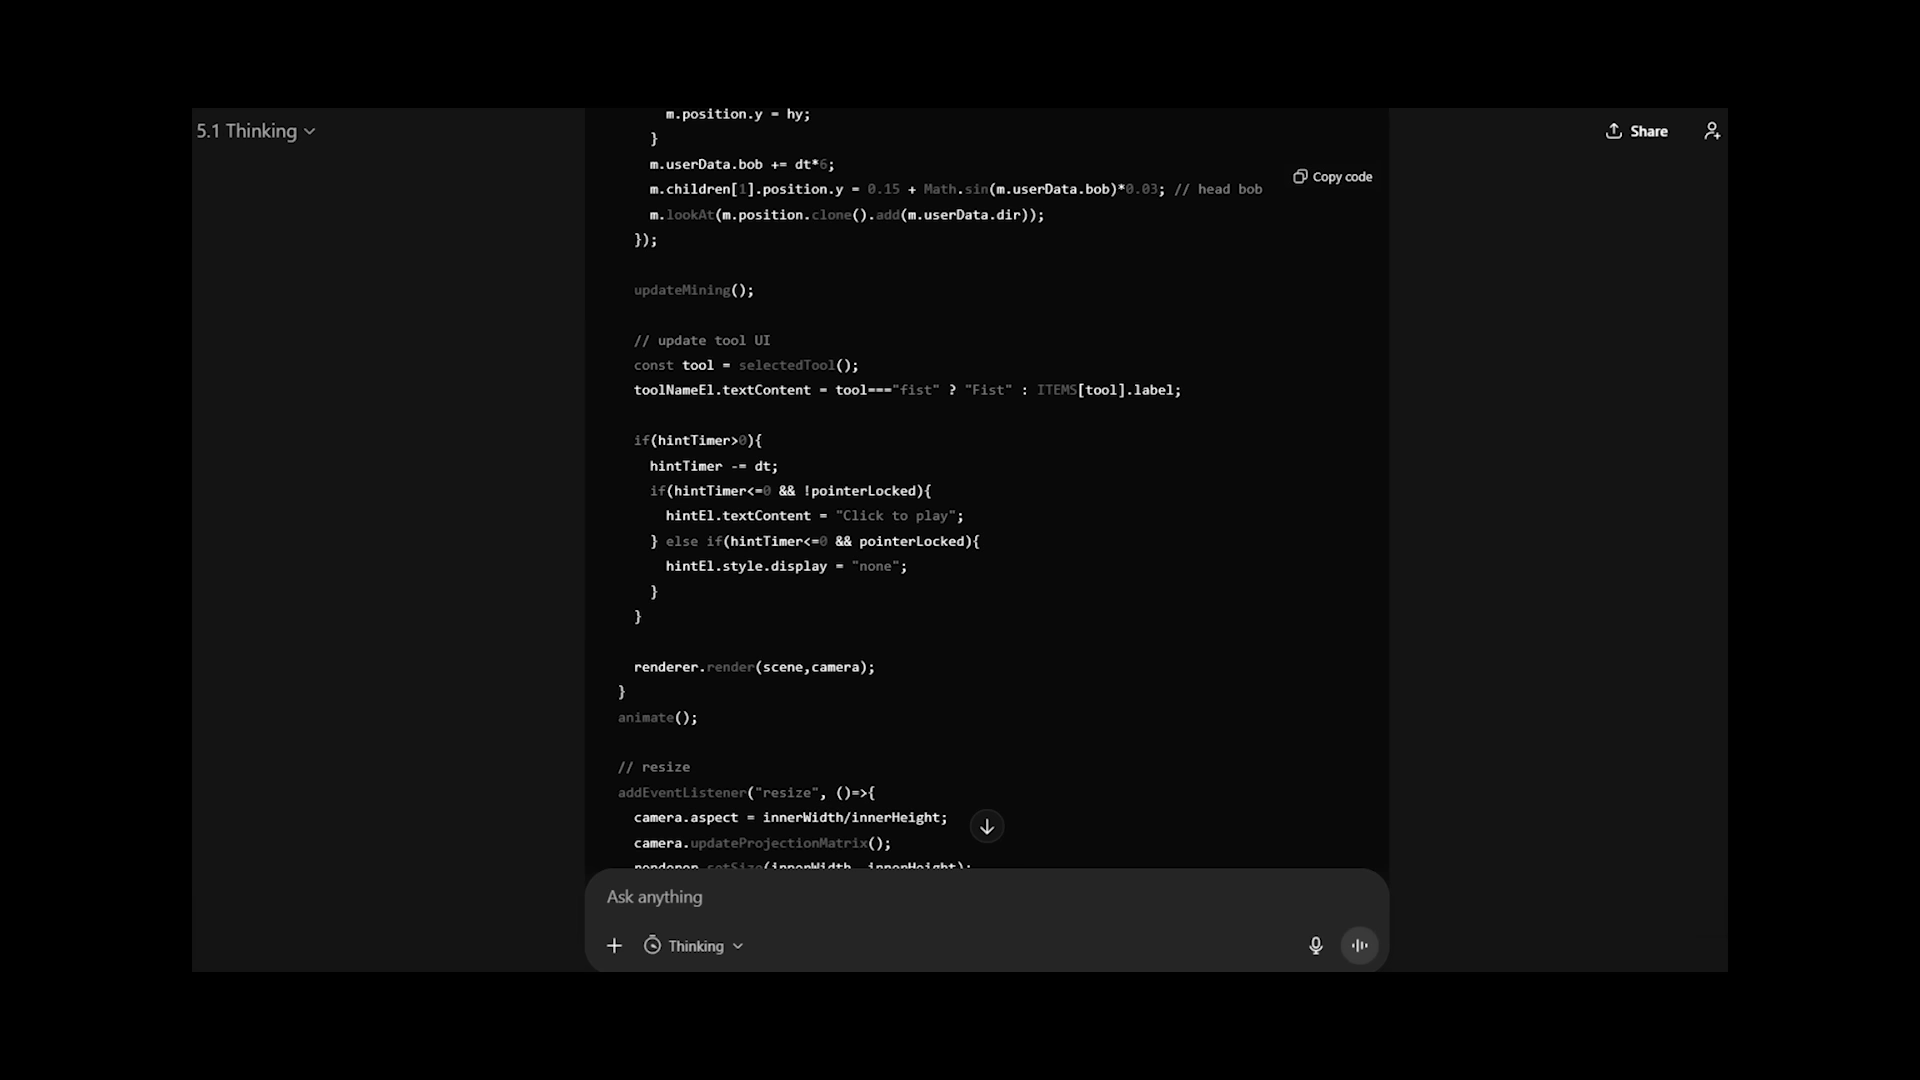 5.1 Thinking
Share
Copy code
      m.position.y = hy;
    }
    m.userData.bob += dt*6;
    m.children[1].position.y = 0.15 + Math.sin(m.userData.bob)*0.03; // head bob
    m.lookAt(m.position.clone().add(m.userData.dir));
  });

  updateMining();

  // update tool UI
  const tool = selectedTool();
  toolNameEl.textContent = tool==="fist" ? "Fist" : ITEMS[tool].label;

  if(hintTimer>0){
    hintTimer -= dt;
    if(hintTimer<=0 && !pointerLocked){
      hintEl.textContent = "Click to play";
    } else if(hintTimer<=0 && pointerLocked){
      hintEl.style.display = "none";
    }
  }

  renderer.render(scene,camera);
}
animate();

// resize
addEventListener("resize", ()=>{
  camera.aspect = innerWidth/innerHeight;
  camera.updateProjectionMatrix();
  renderer.setSize(innerWidth, innerHeight);
Ask anything
Thinking